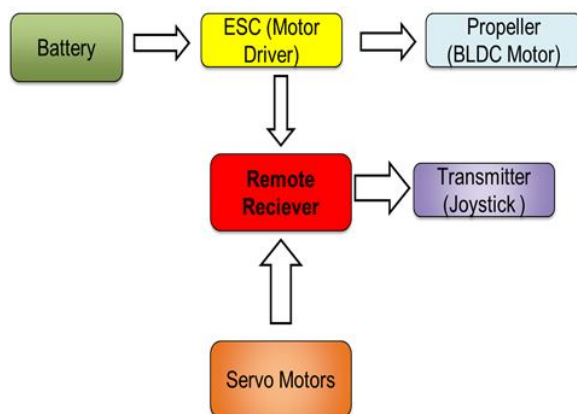 Battery
ESC (Motor
Driver)
Propeller
(BLDC Motor)
Remote
Reciever
Transmitter
(Joystick )
Servo Motors